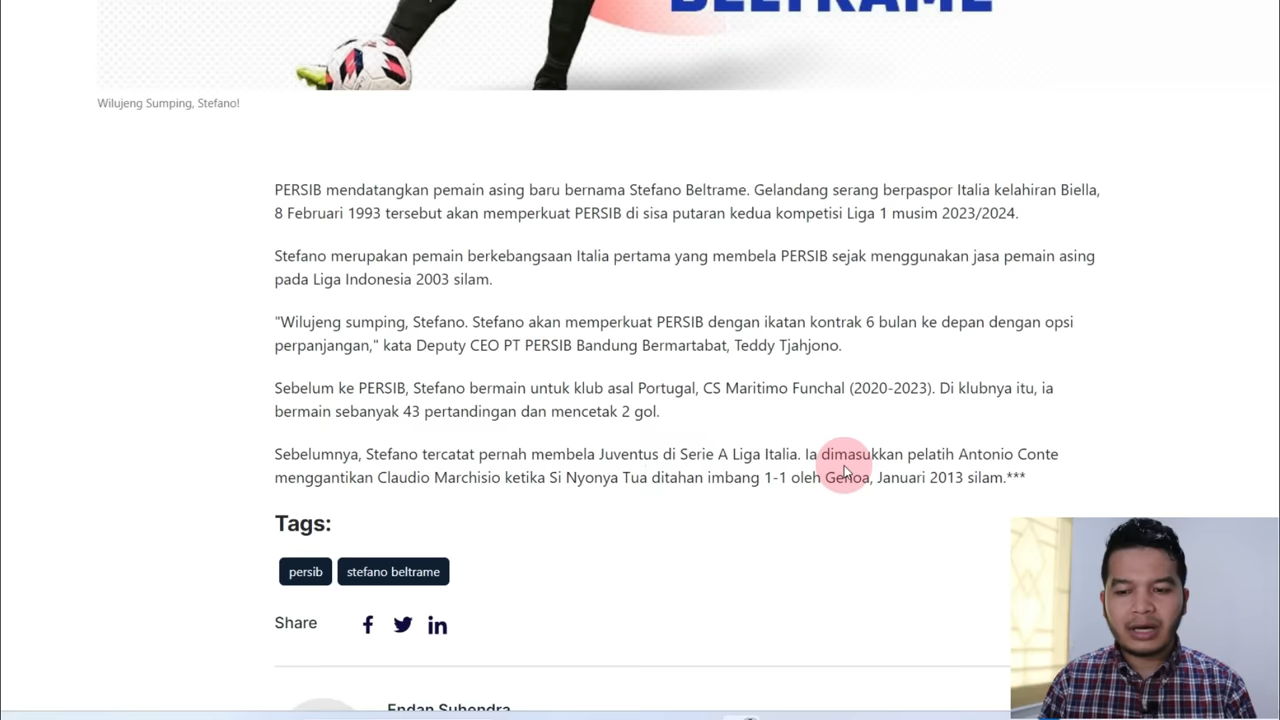 BELTRAME
Wilujeng Sumping, Stefano!
PERSIB mendatangkan pemain asing baru bernama Stefano Beltrame. Gelandang serang berpaspor Italia kelahiran Biella,
8 Februari 1993 tersebut akan memperkuat PERSIB di sisa putaran kedua kompetisi Liga 1 musim 2023/2024.
Stefano merupakan pemain berkebangsaan Italia pertama yang membela PERSIB sejak menggunakan jasa pemain asing
pada Liga Indonesia 2003 silam.
"Wilujeng sumping, Stefano. Stefano akan memperkuat PERSIB dengan ikatan kontrak 6 bulan ke depan dengan opsi
perpanjangan," kata Deputy CEO PT PERSIB Bandung Bermartabat, Teddy Tjahjono.
Sebelum ke PERSIB, Stefano bermain untuk klub asal Portugal, CS Maritimo Funchal (2020-2023). Di klubnya itu, ia
bermain sebanyak 43 pertandingan dan mencetak 2 gol.
Sebelumnya, Stefano tercatat pernah membela Juventus di Serie A Liga Italia. Ia dimasukkan pelatih Antonio Conte
menggantikan Claudio Marchisio ketika Si Nyonya Tua ditahan imbang 1-1 oleh Genoa, Januari 2013 silam.***
Tags:
persib stefano beltrame
Share
Endan Suhendra